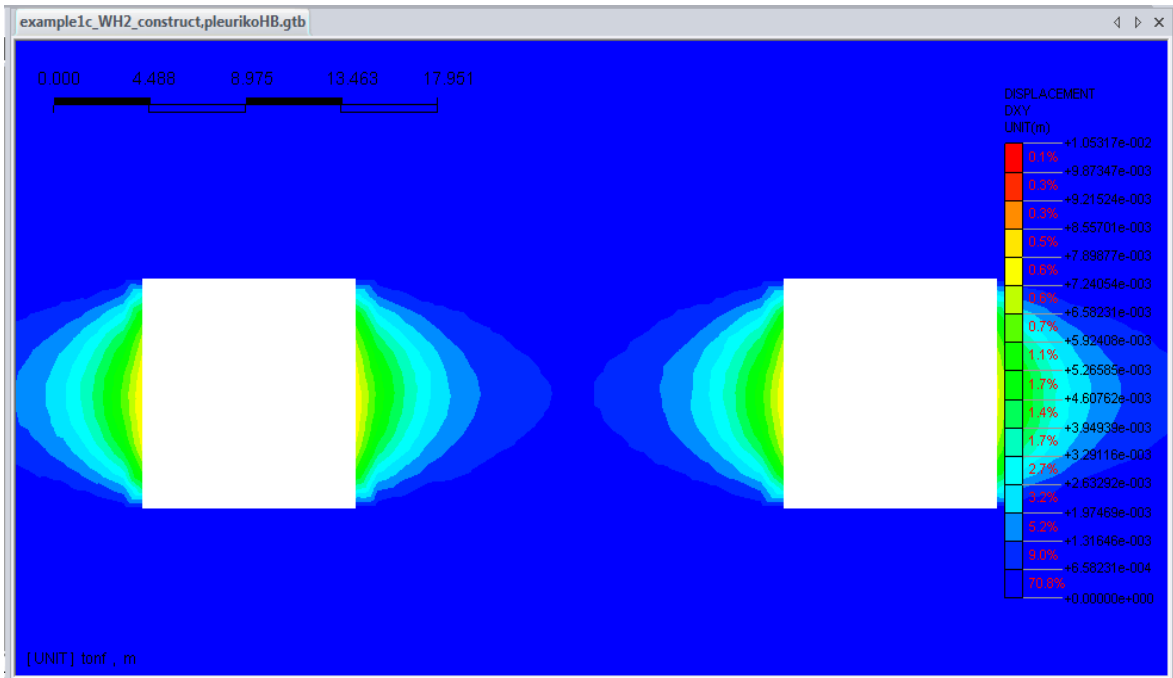 example1c_WH2_construct,pleurikoHB.gtb
0.000 4.488 8.975 13.463 17.951
DISPLACEMENT
DXY
UNIT(m)
+1.05317e-002
0.1%
+9.87347e-003
0.3%
+9.21524e-003
0.3%
+8.55701e-003
0.5%
+7.89877e-003
0.6%
+7.24054e-003
0.6%
+6.58231e-003
0.7%
+5.92408e-003
1.1%
+5.26585e-003
1.7%
+4.60762e-003
1.4%
+3.94939e-003
1.7%
+3.29116e-003
2.7%
+2.63292e-003
3.2%
+1.97469e-003
5.2%
+1.31646e-003
9.0%
+6.58231e-004
70.8%
+0.00000e+000
[ UNIT ] tonf , m